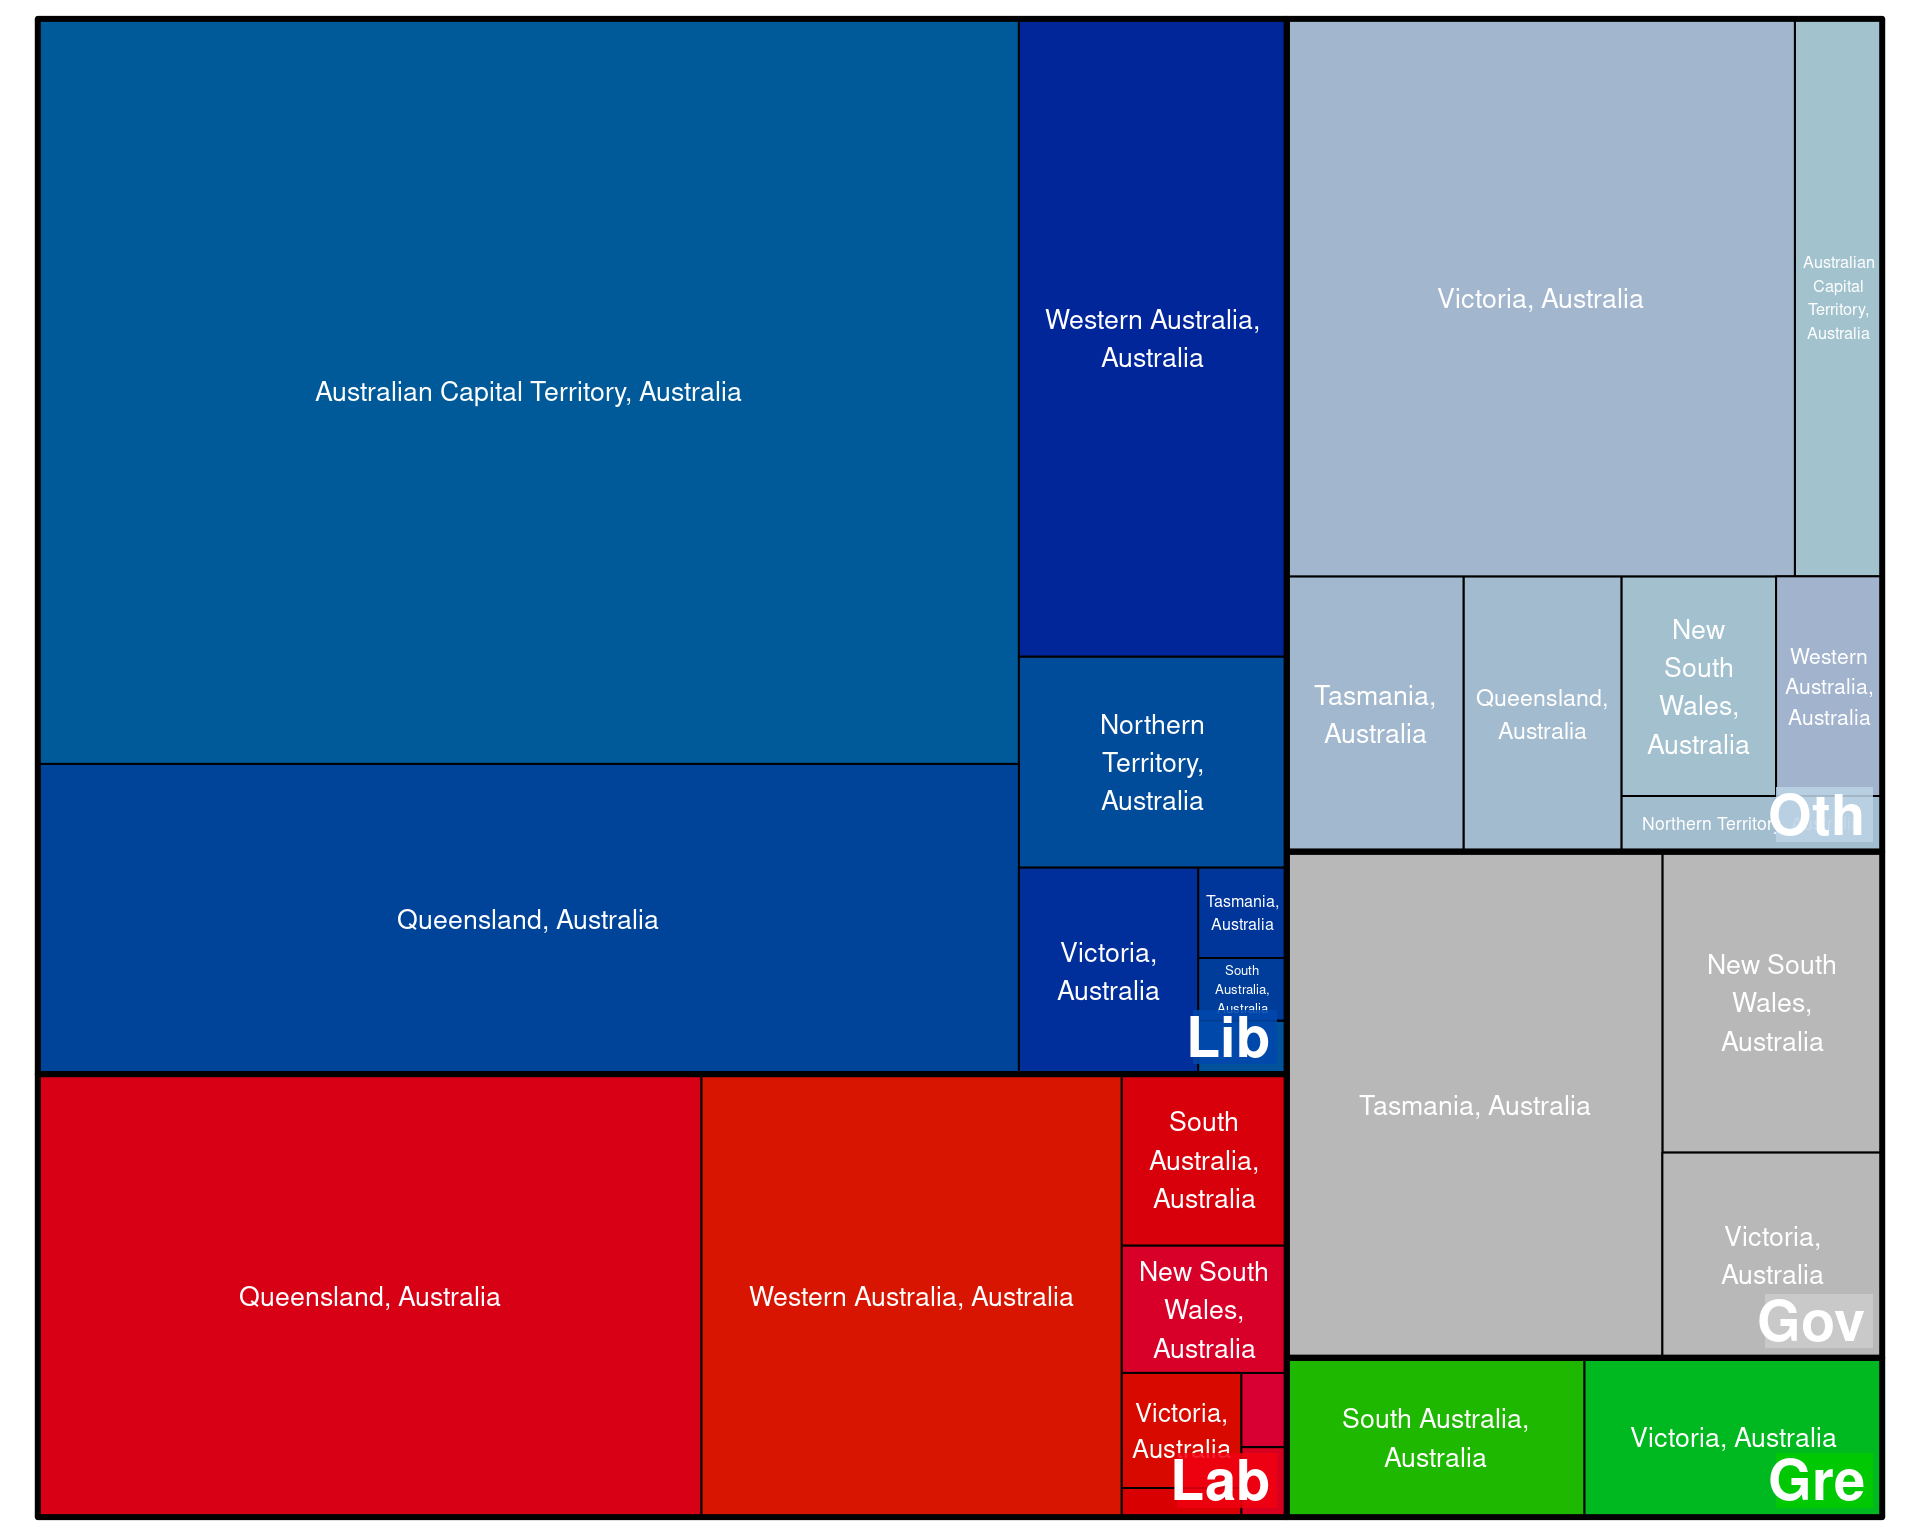 Australian Capital Territory, Australia
Western Australia,
Australia
Northern
Territory,
Australia
Queensland, Australia
Victoria,
Australia
Tasmania,
Australia
South
Australia,
Australia
Lib
Queensland, Australia
Western Australia, Australia
South
Australia,
Australia
New South
Wales,
Australia
Victoria,
Australia
Lab
Victoria, Australia
Australian
Capital
Territory,
Australia
Tasmania,
Australia
Queensland,
Australia
New
South
Wales,
Australia
Western
Australia,
Australia
Northern Territory
Oth
Tasmania, Australia
New South
Wales,
Australia
Victoria,
Australia
Gov
South Australia,
Australia
Victoria, Australia
Gre